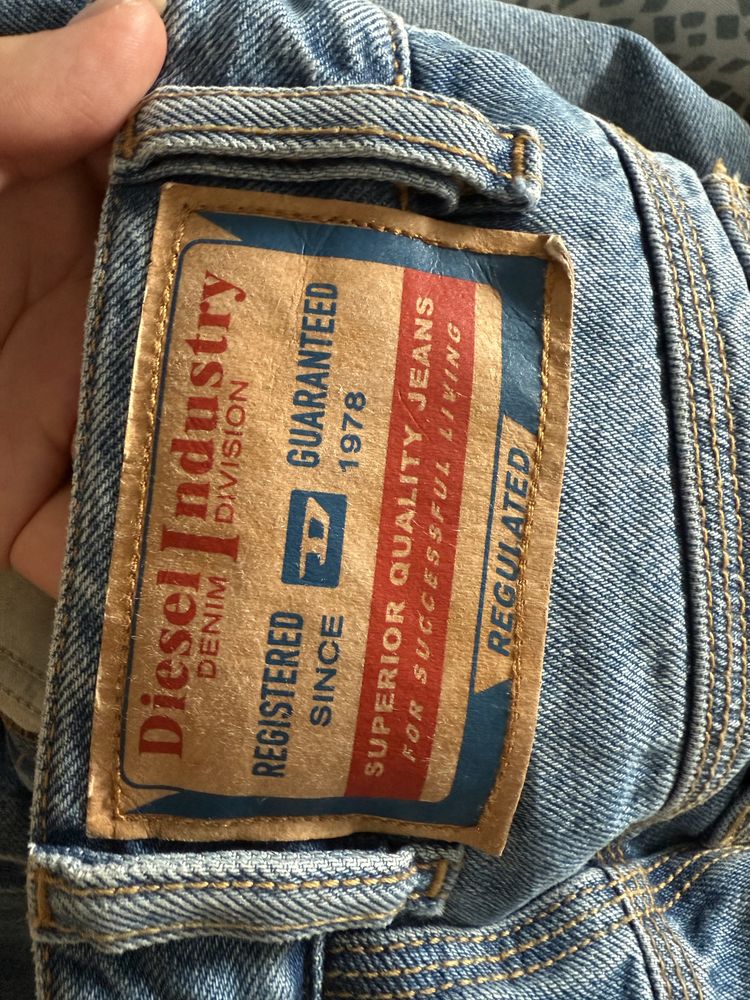 Diesel Industry
DENIM DIVISION
REGISTERED D GUARANTEED
SINCE 1978
SUPERIOR QUALITY JEANS
FOR SUCCESSFUL LIVING
REGULATED